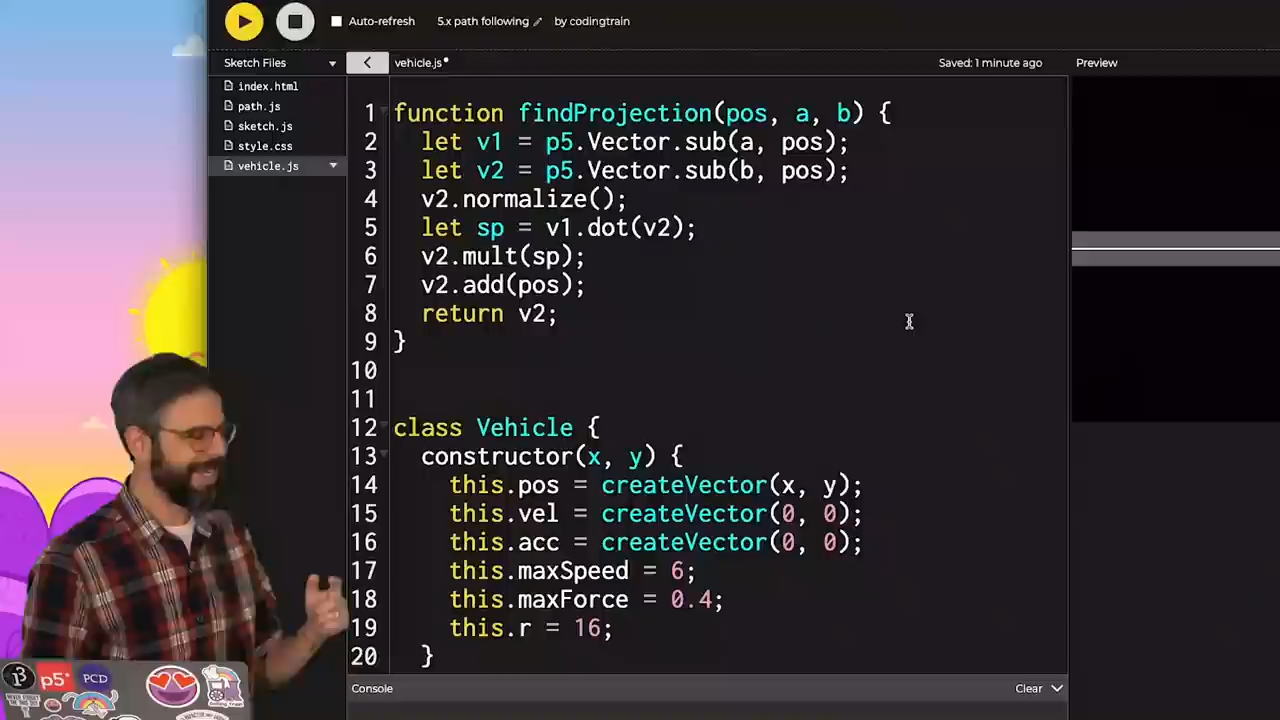 Auto-refresh
5.x path following
by codingtrain
Sketch Files
vehicle.js
Saved: 1 minute ago
Preview
index.html
path.js
sketch.js
style.css
vehicle.js
1 function findProjection(pos, a, b) {
2 let v1 = p5.Vector.sub(a, pos);
3 let v2 = p5.Vector.sub(b, pos);
4 v2.normalize();
5 let sp = v1.dot(v2);
6 v2.mult(sp);
7 v2.add(pos);
8 return v2;
9 }
10
11
12 class Vehicle {
13 constructor(x, y) {
14 this.pos = createVector(x, y);
15 this.vel = createVector(0, 0);
16 this.acc = createVector(0, 0);
17 this.maxSpeed = 6;
18 this.maxForce = 0.4;
19 this.r = 16;
20 }
Console
Clear
p5*
PCD